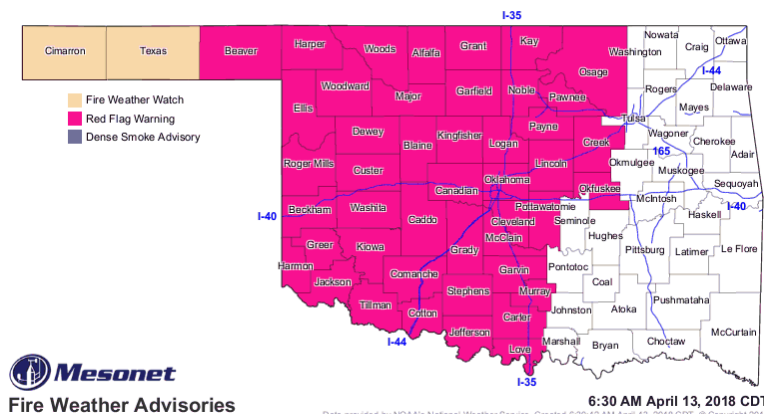 I-35
Cimarron
Texas
Beaver
Harper
Woods
Alfalfa
Grant
Kay
Nowata
Washington
Craig
Ottawa
I-44
Osage
Woodward
Major
Garfield
Noble
Pawnee
Rogers
Delaware
Mayes
Fire Weather Watch
Red Flag Warning
Dense Smoke Advisory
Ellis
Dewey
Blaine
Kingfisher
Logan
Payne
Creek
Tulsa
Wagoner
Cherokee
Adair
165
Roger Mills
Custer
Canadian
Oklahoma
Lincoln
Okmulgee
Muskogee
Sequoyah
Okfuskee
McIntosh
I-40
I-40
Beckham
Washila
Caddo
Pottawatomie
Cleveland
Seminole
Haskell
McClain
Hughes
Greer
Kiowa
Grady
Pittsburg
Latimer
Le Flore
Harmon
Jackson
Comanche
Garvin
Pontotoc
Coal
Stephens
Murray
Tillman
Cotton
Carter
Johnston
Aloka
Pushmataha
Jefferson
Love
Marshall
Bryan
Choctaw
McCurtain
I-44
I-35
Mesonet
Fire Weather Advisories
6:30 AM April 13, 2018 CDT